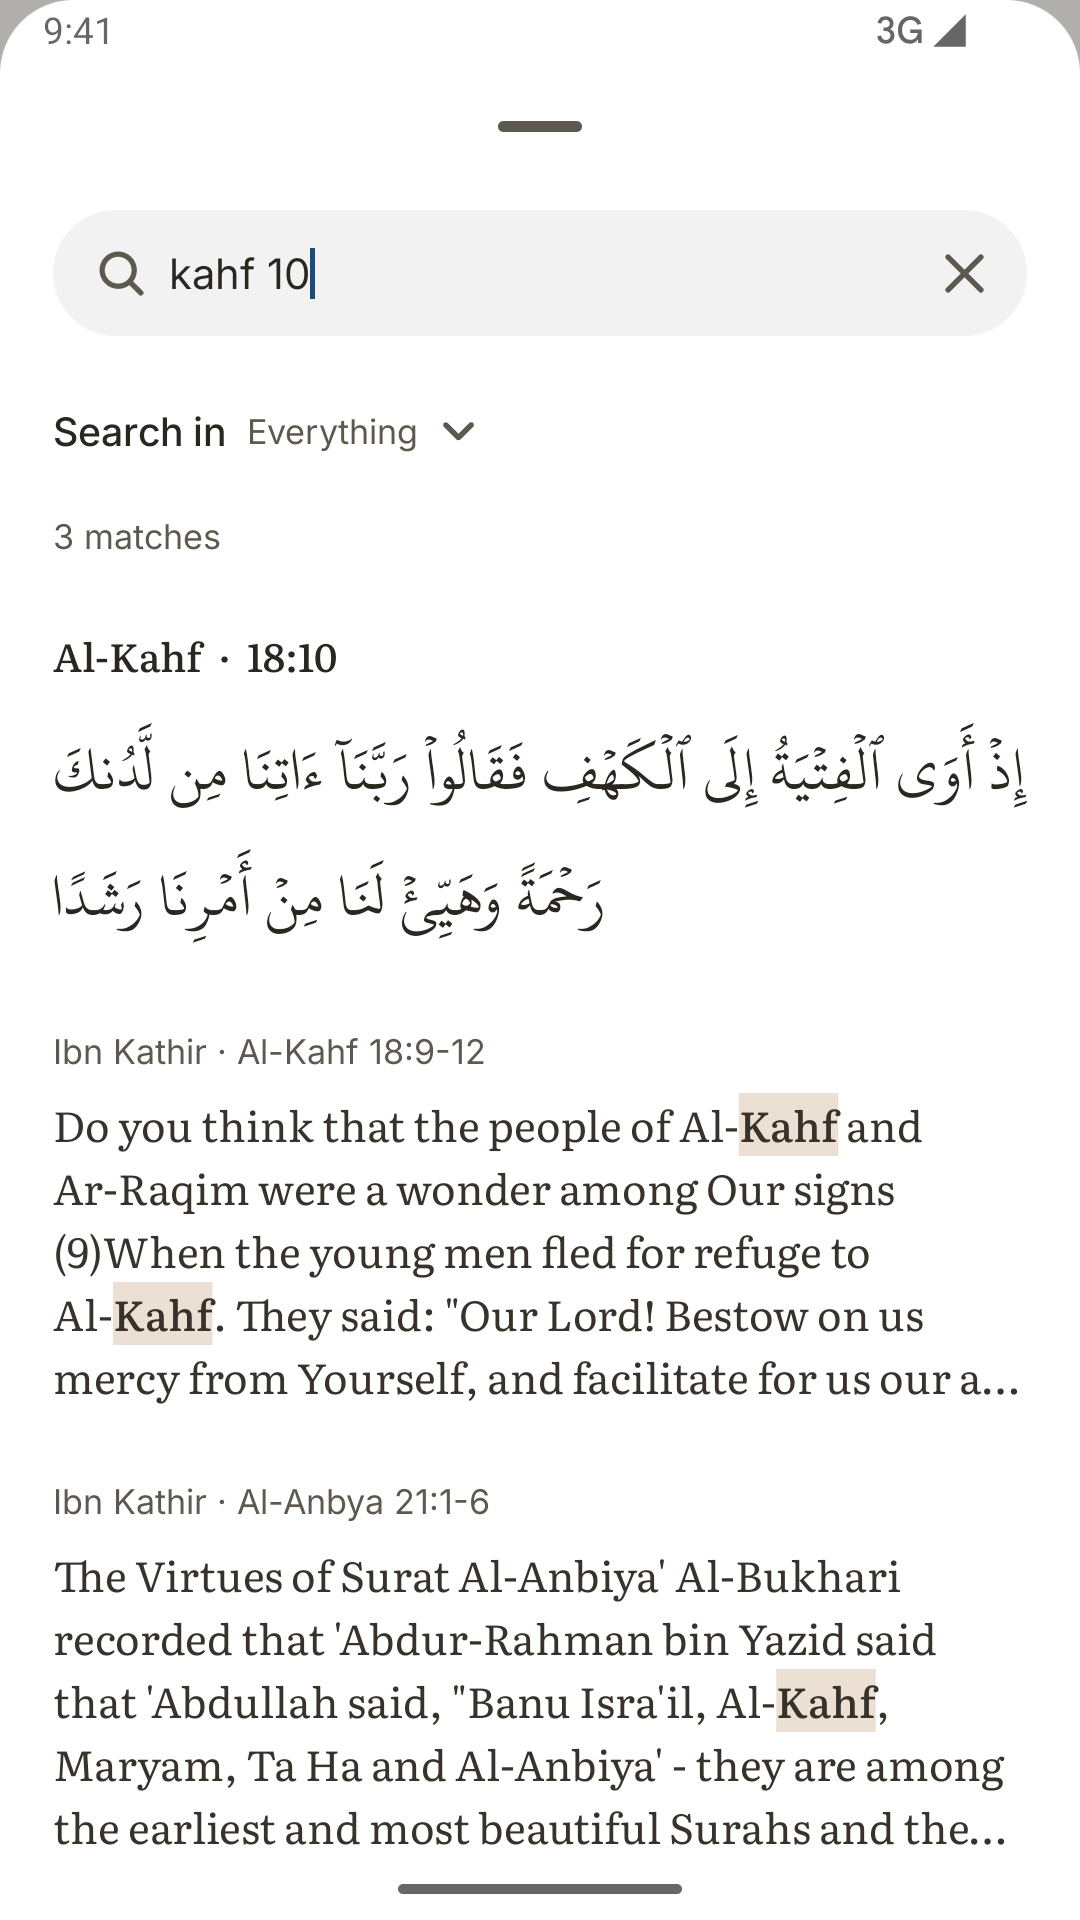 9:41
3G
kahf 10
Search in Everything
3 matches
Al-Kahf · 18:10
إِذْ أَوَى ٱلْفِتْيَةُ إِلَى ٱلْكَهْفِ فَقَالُوا۟ رَبَّنَآ ءَاتِنَا مِن لَّدُنكَ
رَحْمَةً وَهَيِّئْ لَنَا مِنْ أَمْرِنَا رَشَدًا
Ibn Kathir · Al-Kahf 18:9-12
Do you think that the people of Al-Kahf and
Ar-Raqim were a wonder among Our signs
(9)When the young men fled for refuge to
Al-Kahf. They said: "Our Lord! Bestow on us
mercy from Yourself, and facilitate for us our a...
Ibn Kathir · Al-Anbya 21:1-6
The Virtues of Surat Al-Anbiya' Al-Bukhari
recorded that 'Abdur-Rahman bin Yazid said
that 'Abdullah said, "Banu Isra'il, Al-Kahf,
Maryam, Ta Ha and Al-Anbiya' - they are among
the earliest and most beautiful Surahs and the...